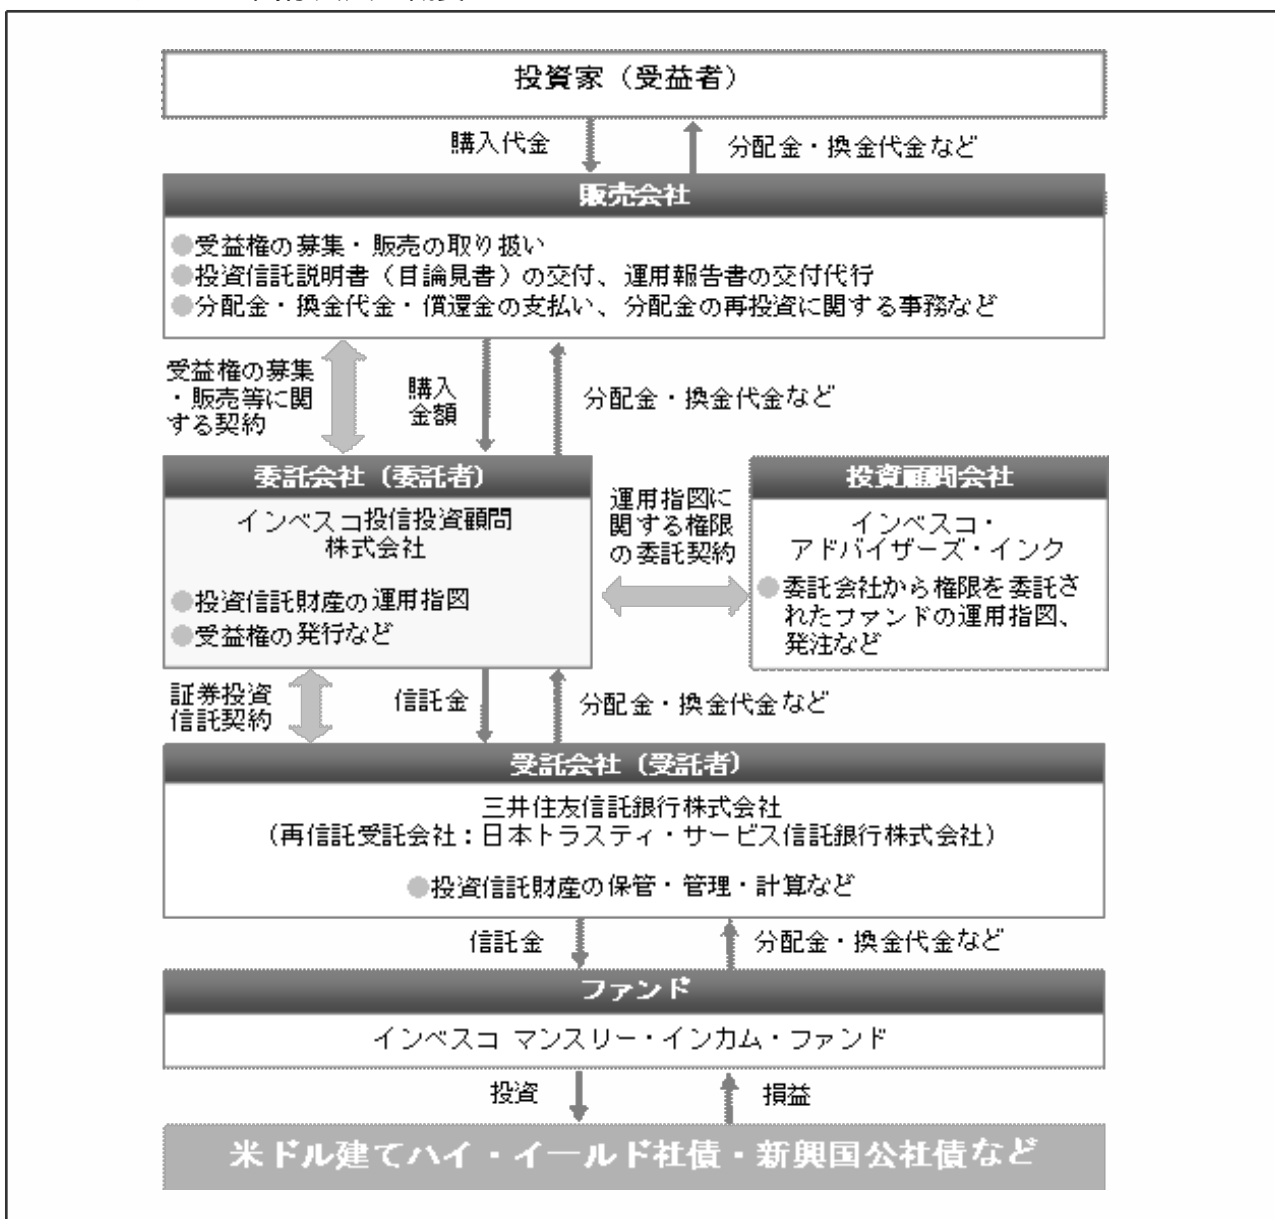 投資家（受益者）
購入代金
分配金・換金代金など
販売会社
●受益権の募集・販売の取り扱い
●投資信託説明書（目論見書）の交付、運用報告書の交付代行
●分配金・換金代金・償還金の支払い、分配金の再投資に関する事務など
受益権の募集
・販売等に関
する契約
購入
金額
分配金・換金代金など
委託会社（委託者）
インベスコ投信投資顧問
株式会社
●投資信託財産の運用指図
●受益権の発行など
運用指図に
関する権限
の委託契約
投資顧問会社
インベスコ・
アドバイザーズ・インク
●委託会社から権限を委託さ
れたファンドの運用指図、
発注など
証券投資
信託契約
信託金
分配金・換金代金など
受託会社（受託者）
三井住友信託銀行株式会社
（再信託受託会社：日本トラスティ・サービス信託銀行株式会社）
●投資信託財産の保管・管理・計算など
信託金
分配金・換金代金など
ファンド
インベスコ マンスリー・インカム・ファンド
投資
損益
米ドル建てハイ・イールド社債・新興国公社債など